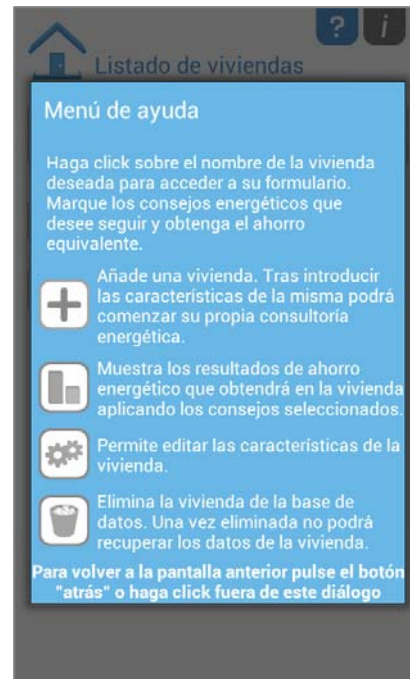 ?
i
Listado de viviendas
Menú de ayuda
Haga click sobre el nombre de la vivienda
deseada para acceder a su formulario.
Marque los consejos energéticos que
desee seguir y obtenga el ahorro
equivalente.
Añade una vivienda. Tras introducir
las características de la misma podrá
comenzar su propia consultoría
energética.
Muestra los resultados de ahorro
energético que obtendrá en la vivienda
aplicando los consejos seleccionados.
Permite editar las características de la
vivienda.
Elimina la vivienda de la base de
datos. Una vez eliminada no podrá
recuperar los datos de la vivienda.
Para volver a la pantalla anterior pulse el botón
"atrás" o haga click fuera de este diálogo